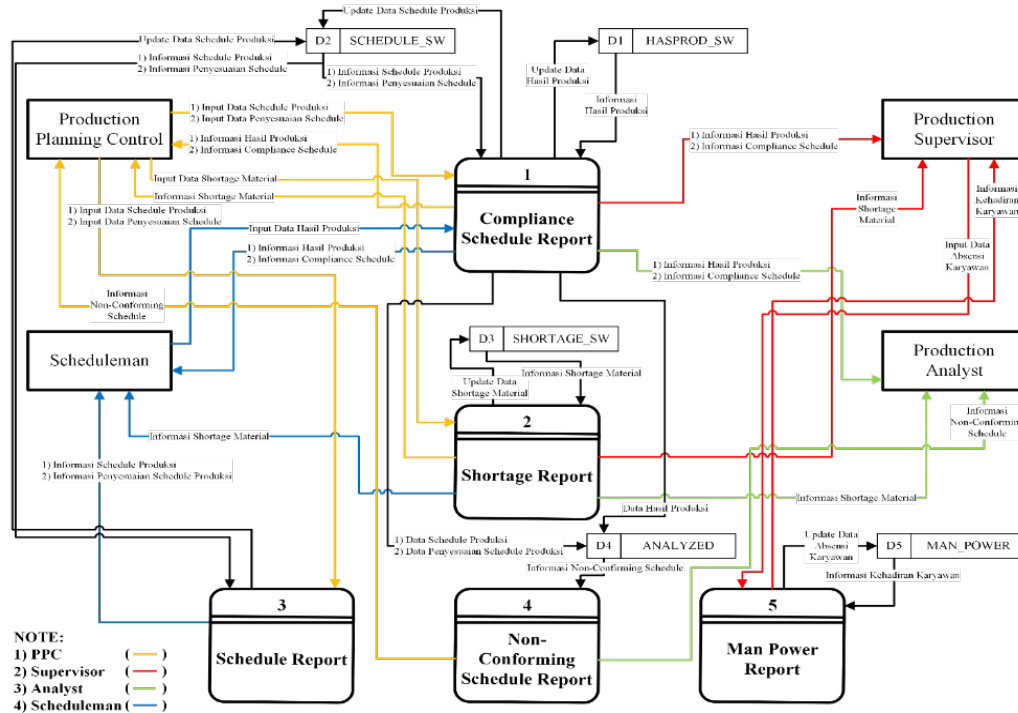 Update Data Schedule Produksi
Update Data Schedule Produksi
D2 SCHEDULE_SW
D1 HASPROD_SW
1) Informasi Schedule Produksi
2) Informasi Penyesuaian Schedule
1) Informasi Schedule Produksi
2) Informasi Penyesuaian Schedule
Update Data
Hasil Produksi
Informasi
Hasil Produksi
Production
Planning Control
1) Input Data Schedule Produksi
2) Input Data Penyesuaian Schedule
1) Informasi Hasil Produksi
2) Informasi Compliance Schedule
Input Data Shortage Material
Informasi Shortage Material
1) Input Data Schedule Produksi
2) Input Data Penyesuaian Schedule
1
Compliance
Schedule Report
1) Informasi Hasil Produksi
2) Informasi Compliance Schedule
Production
Supervisor
Informasi
Shortage
Material
Informasi
Kehadiran
Karyawan
Input Data
Absensi
Karyawan
Input Data Hasil Produksi
1) Informasi Hasil Produksi
2) Informasi Compliance Schedule
1) Informasi Hasil Produksi
2) Informasi Compliance Schedule
Informasi
Non-Conforming
Schedule
Scheduleman
D3 SHORTAGE_SW
Update Data
Shortage Material
Informasi Shortage Material
Production
Analyst
Informasi
Non-Conforming
Schedule
2
Shortage Report
Informasi Shortage Material
1) Informasi Schedule Produksi
2) Informasi Penyesuaian Schedule Produksi
Informasi Shortage Material
Data Hasil Produksi
1) Data Schedule Produksi
2) Data Penyesuaian Schedule Produksi
D4 ANALYZED
Informasi Non-Confirming Schedule
Update Data
Absensi
Karyawan
D5 MAN_POWER
Informasi Kehadiran Karyawan
3
Schedule Report
4
Non-
Conforming
Schedule Report
5
Man Power
Report
NOTE:
1) PPC ( )
2) Supervisor ( )
3) Analyst ( )
4) Scheduleman ( )